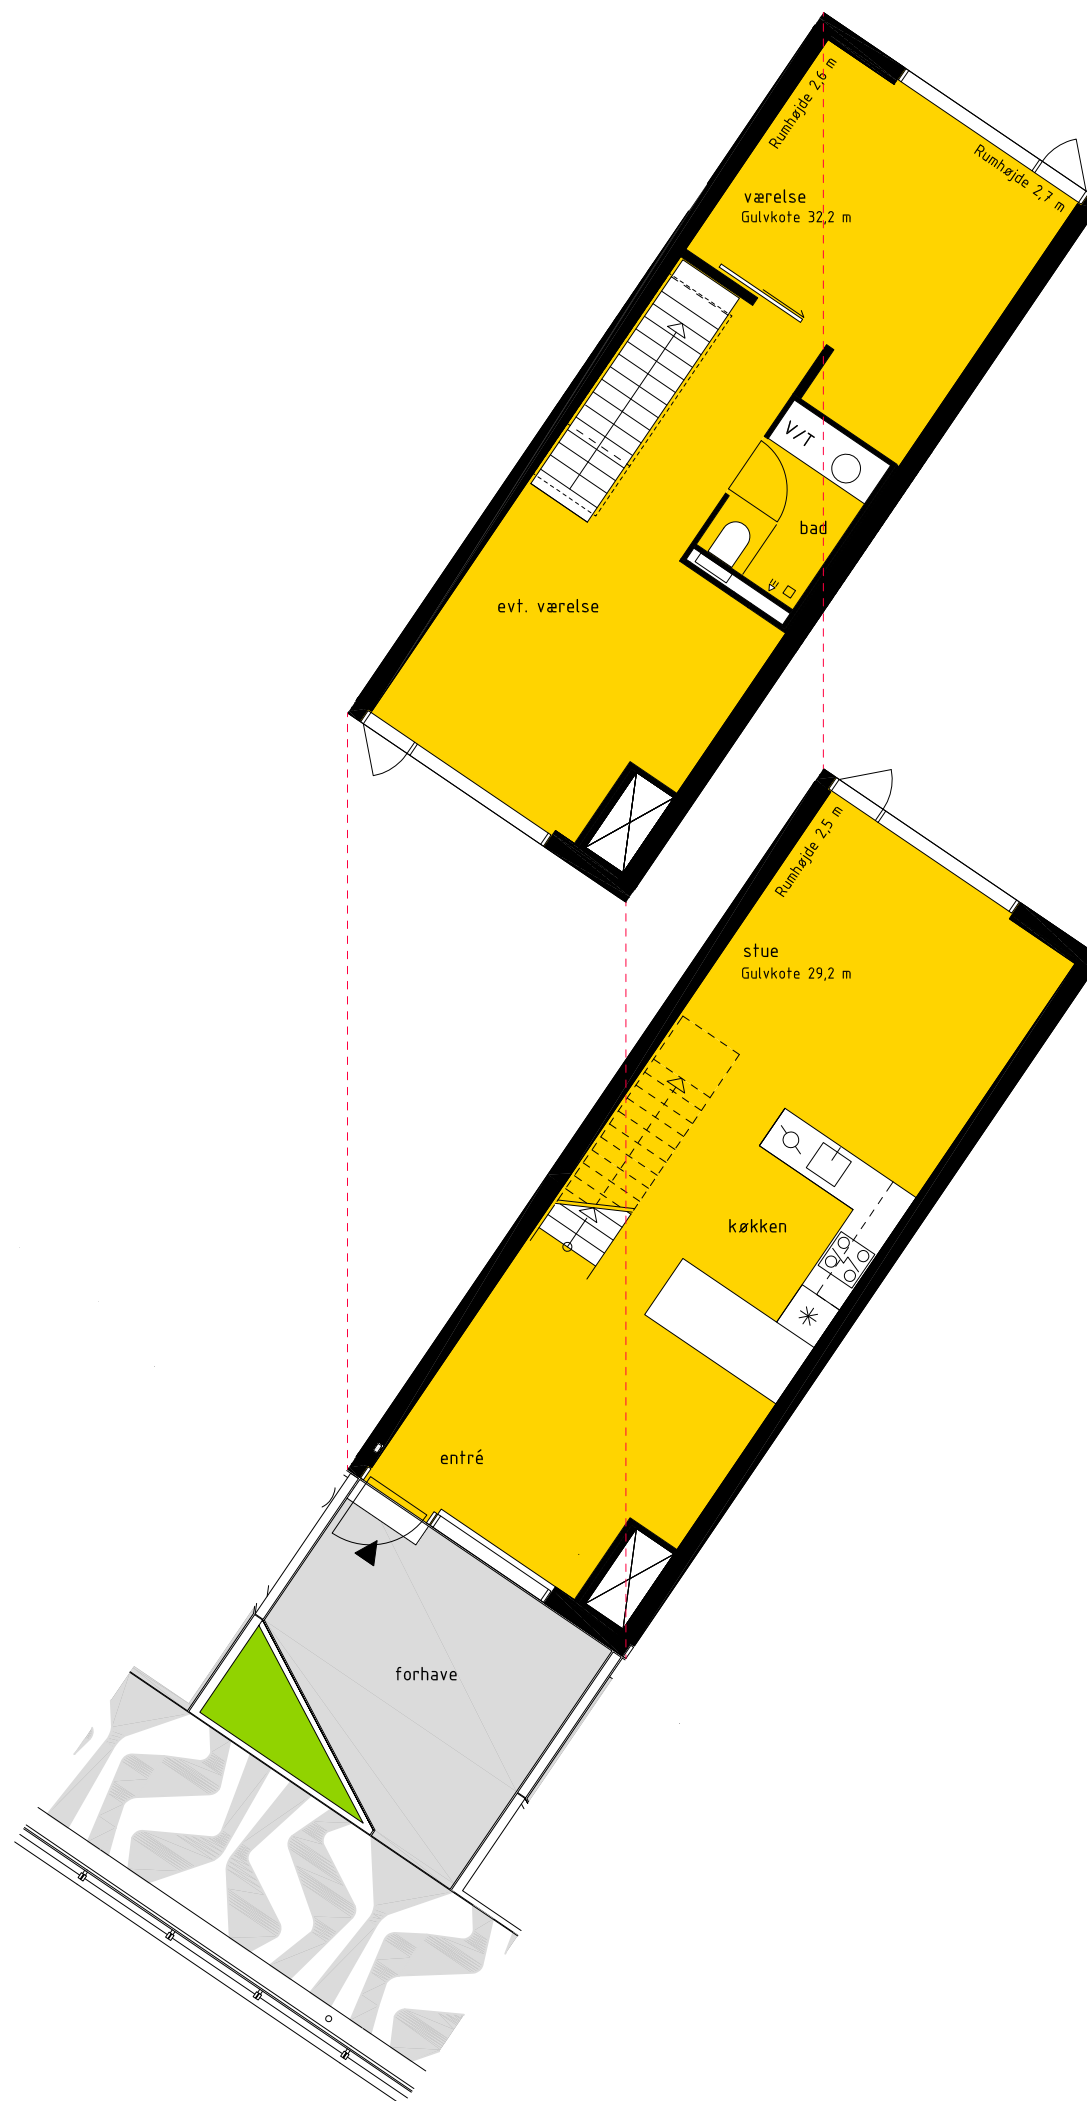 Rumhøjde 2,6 m
Rumhøjde 2,7 m
værelse
Gulvkote 32,2 m
V/T
bad
evt. værelse
Rumhøjde 2,5 m
stue
Gulvkote 29,2 m
køkken
entré
forhave